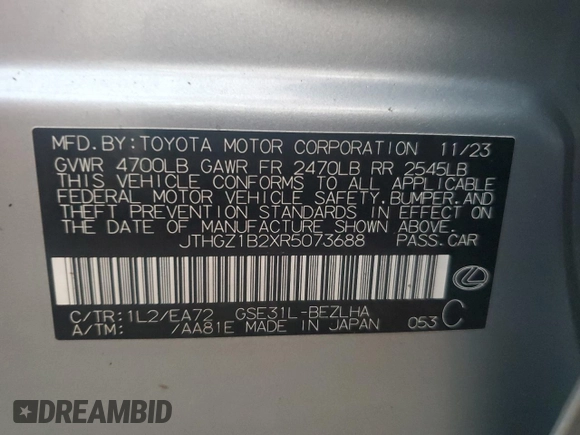 MFD.BY:TOYOTA MOTOR CORPORATION 11/23
GVWR 4700LB GAWR FR 2470LB RR 2545LB
THIS VEHICLE CONFORMS TO ALL APPLICABLE
FEDERAL MOTOR VEHICLE SAFETY,BUMPER,AND
THEFT PREVENTION STANDARDS IN EFFECT ON
THE DATE OF MANUFACTURE SHOWN ABOVE.
JTHGZ1B2XR5073688 PASS.CAR
C/TR:1L2/EA72 GSE31L-BEZLHA
A/TM: /AA81E MADE IN JAPAN 053 C
DREAMBID